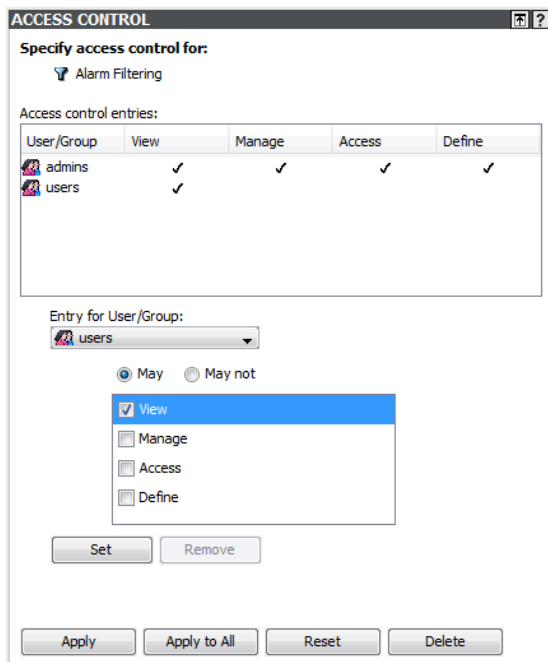 ACCESS CONTROL ?
Specify access control for:
Alarm Filtering
Access control entries:
User/Group View Manage Access Define
admins ✓ ✓ ✓ ✓
users ✓
Entry for User/Group:
users
May May not
View
Manage
Access
Define
Set Remove
Apply Apply to All Reset Delete